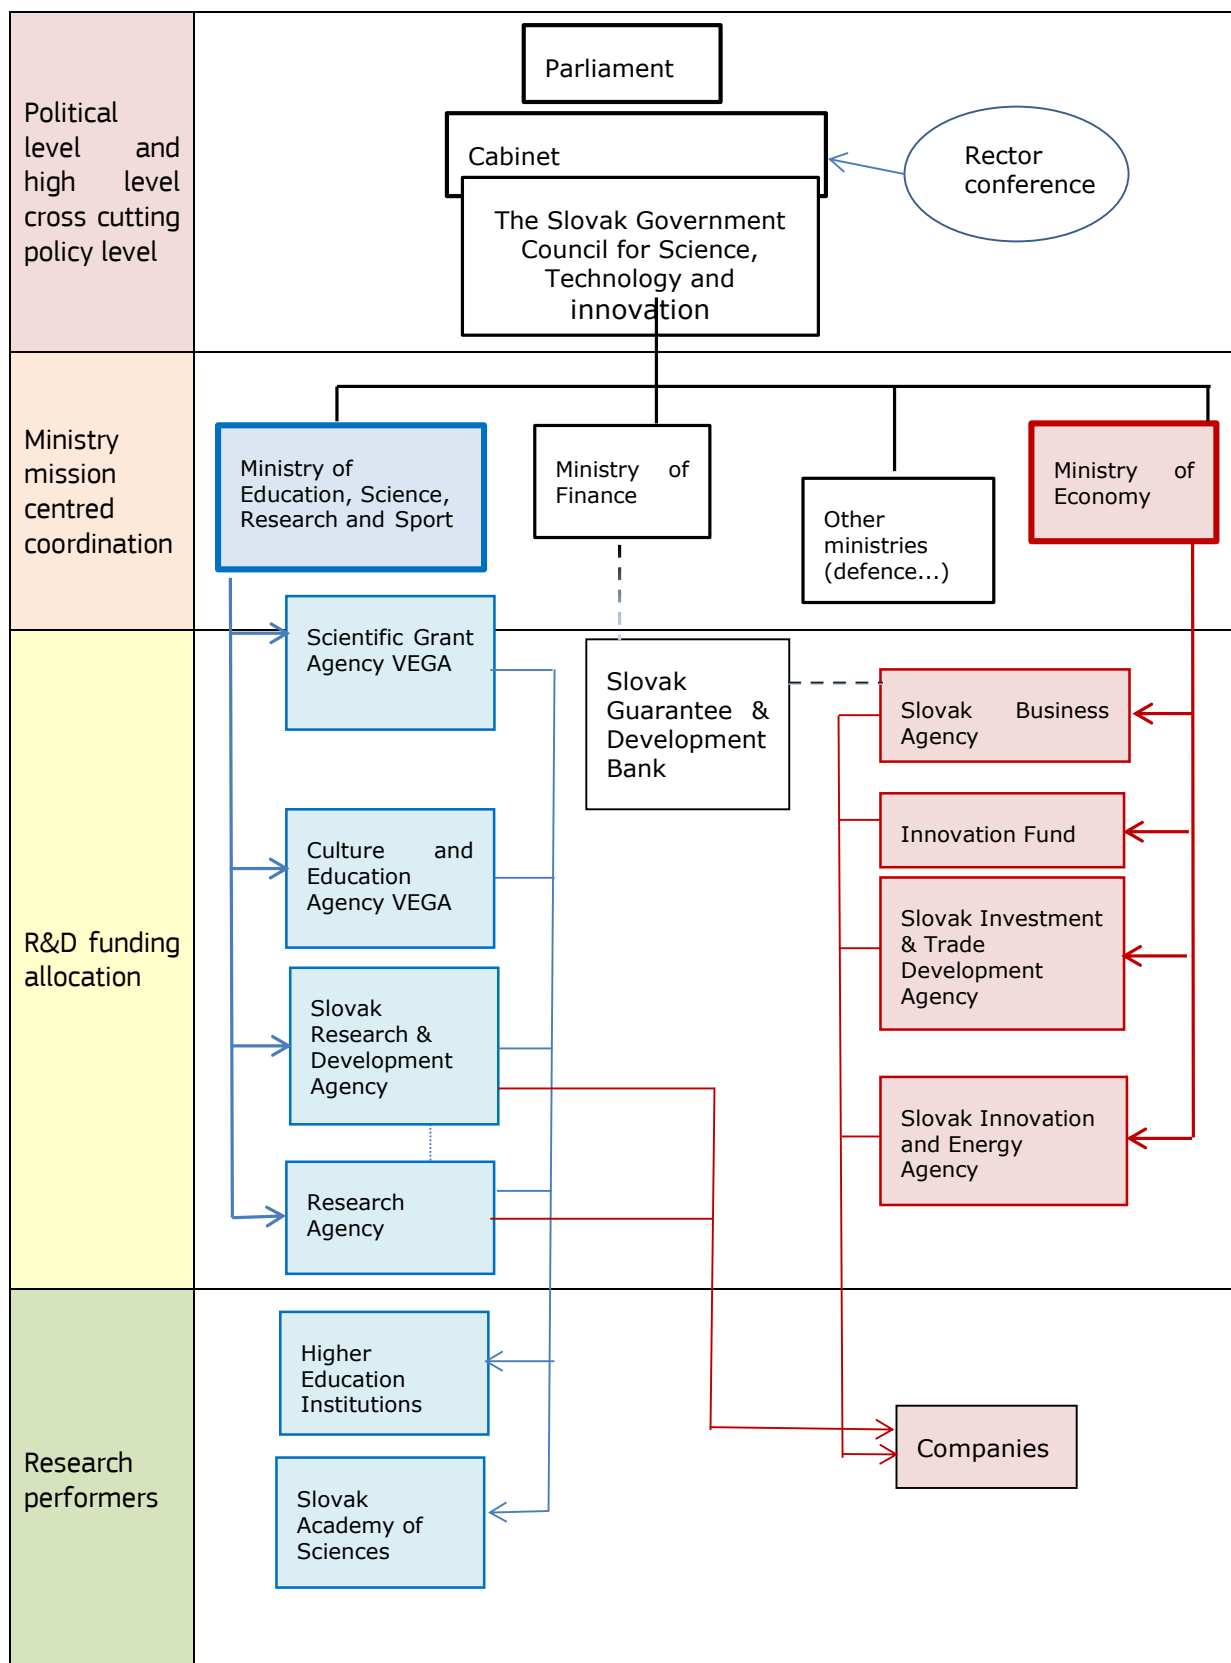 Political
level and
high level
cross cutting
policy level
Parliament
Cabinet
Rector
conference
The Slovak Government
Council for Science,
Technology and
innovation
Ministry
mission
centred
coordination
Ministry of
Education, Science,
Research and Sport
Ministry of
Finance
Other
ministries
(defence...)
Ministry of
Economy
R&D funding
allocation
Scientific Grant
Agency VEGA
Culture and
Education
Agency VEGA
Slovak
Research &
Development
Agency
Research
Agency
Slovak
Guarantee &
Development
Bank
Slovak Business
Agency
Innovation Fund
Slovak Investment
& Trade
Development
Agency
Slovak Innovation
and Energy
Agency
Research
performers
Higher
Education
Institutions
Slovak
Academy of
Sciences
Companies